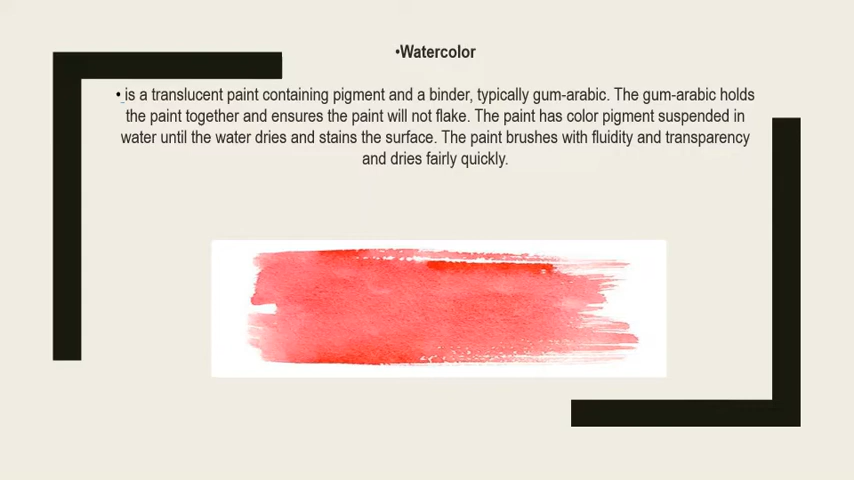 •Watercolor
• is a translucent paint containing pigment and a binder, typically gum-arabic. The gum-arabic holds
the paint together and ensures the paint will not flake. The paint has color pigment suspended in
water until the water dries and stains the surface. The paint brushes with fluidity and transparency
and dries fairly quickly.